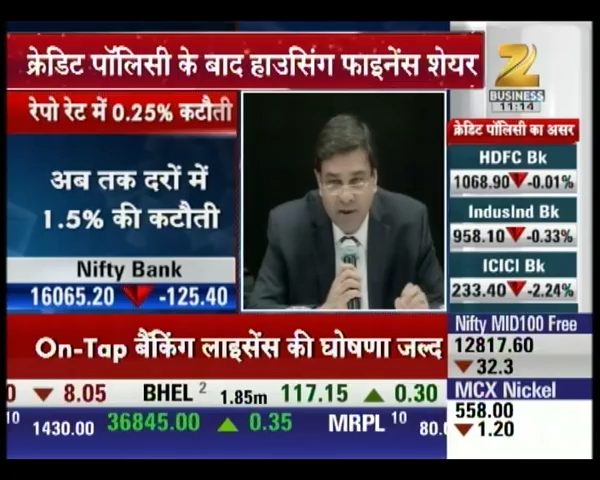 क्रेडिट पॉलिसी के बाद हाउसिंग फाइनेंस शेयर
Z
BUSINESS
11:14
रेपो रेट में 0.25% कटौती
अब तक दरों में
1.5% की कटौती
Nifty Bank
16065.20 ▼ -125.40
क्रेडिट पॉलिसी का असर
HDFC Bk
1068.90 ▼ -0.01%
IndusInd Bk
958.10 ▼ -0.33%
ICICI Bk
233.40 ▼ -2.24%
On-Tap बैंकिंग लाइसेंस की घोषणा जल्द
Nifty MID100 Free
12817.60
▼ 32.3
MCX Nickel
558.00
▼ 1.20
0 ▼ 8.05 BHEL 2 1.85m 117.15 ▲ 0.30
10 1430.00 36845.00 ▲ 0.35 MRPL 10 80.0